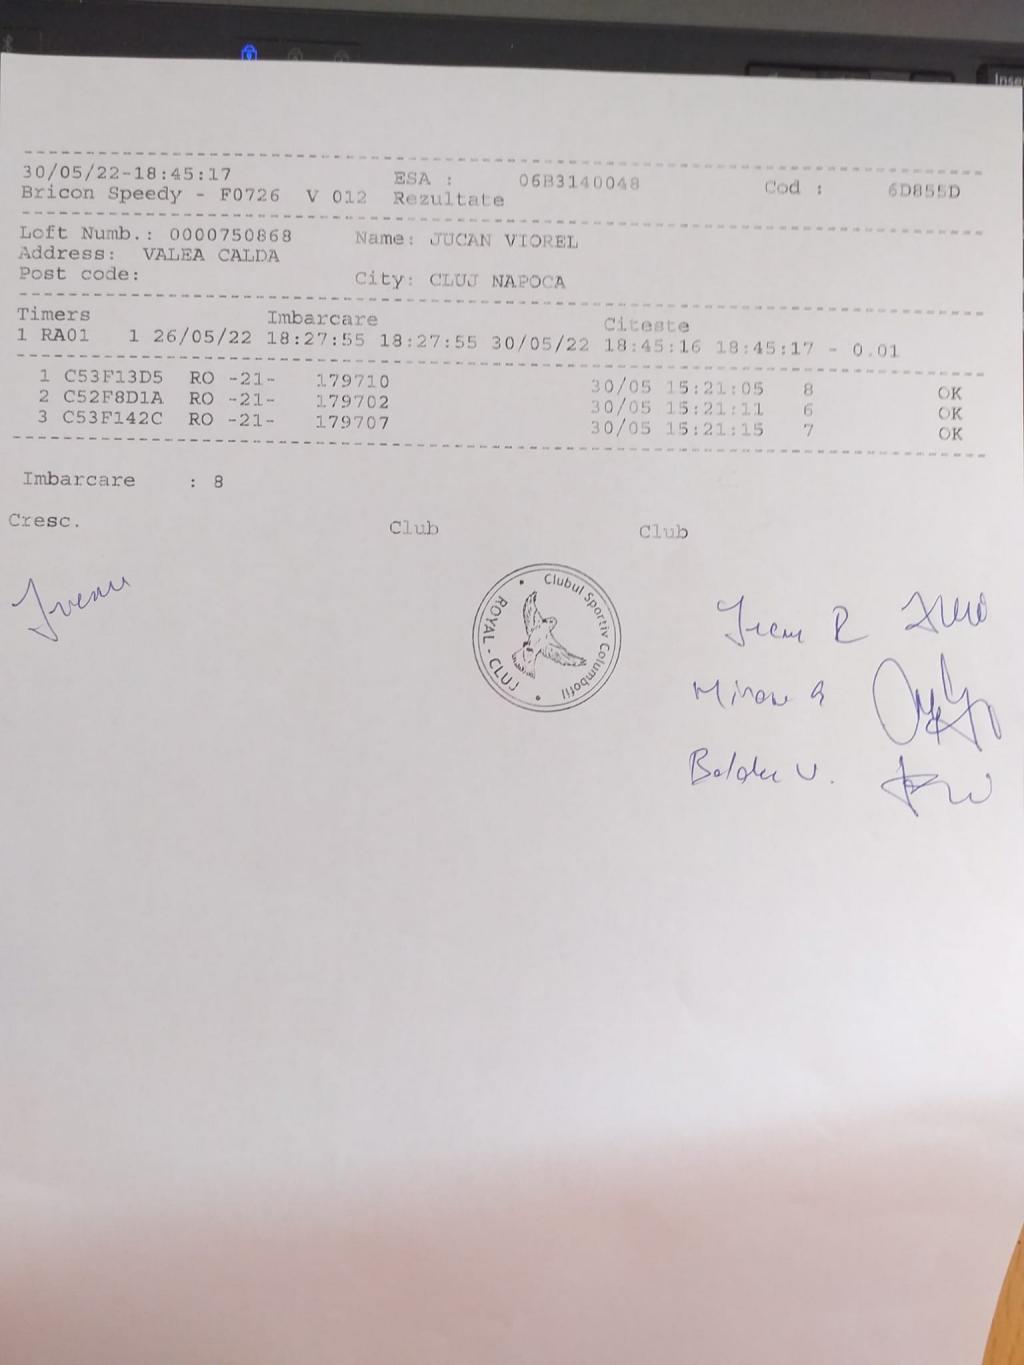 Inse
30/05/22-18:45:17 ESA : 06B3140048 Cod : 6D855D
Bricon Speedy - F0726 V 012 Rezultate
Loft Numb.: 0000750868 Name: JUCAN VIOREL
Address: VALEA CALDA
Post code: City: CLUJ NAPOCA
Timers Imbarcare Citeste
1 RA01 1 26/05/22 18:27:55 18:27:55 30/05/22 18:45:16 18:45:17 - 0.01
1 C53F13D5 RO -21- 179710 30/05 15:21:05 8 OK
2 C52F8D1A RO -21- 179702 30/05 15:21:11 6 OK
3 C53F142C RO -21- 179707 30/05 15:21:15 7 OK
Imbarcare : 8
Cresc. Club Club
Clubul Sportiv Columbofil
ROYAL - CLUJ